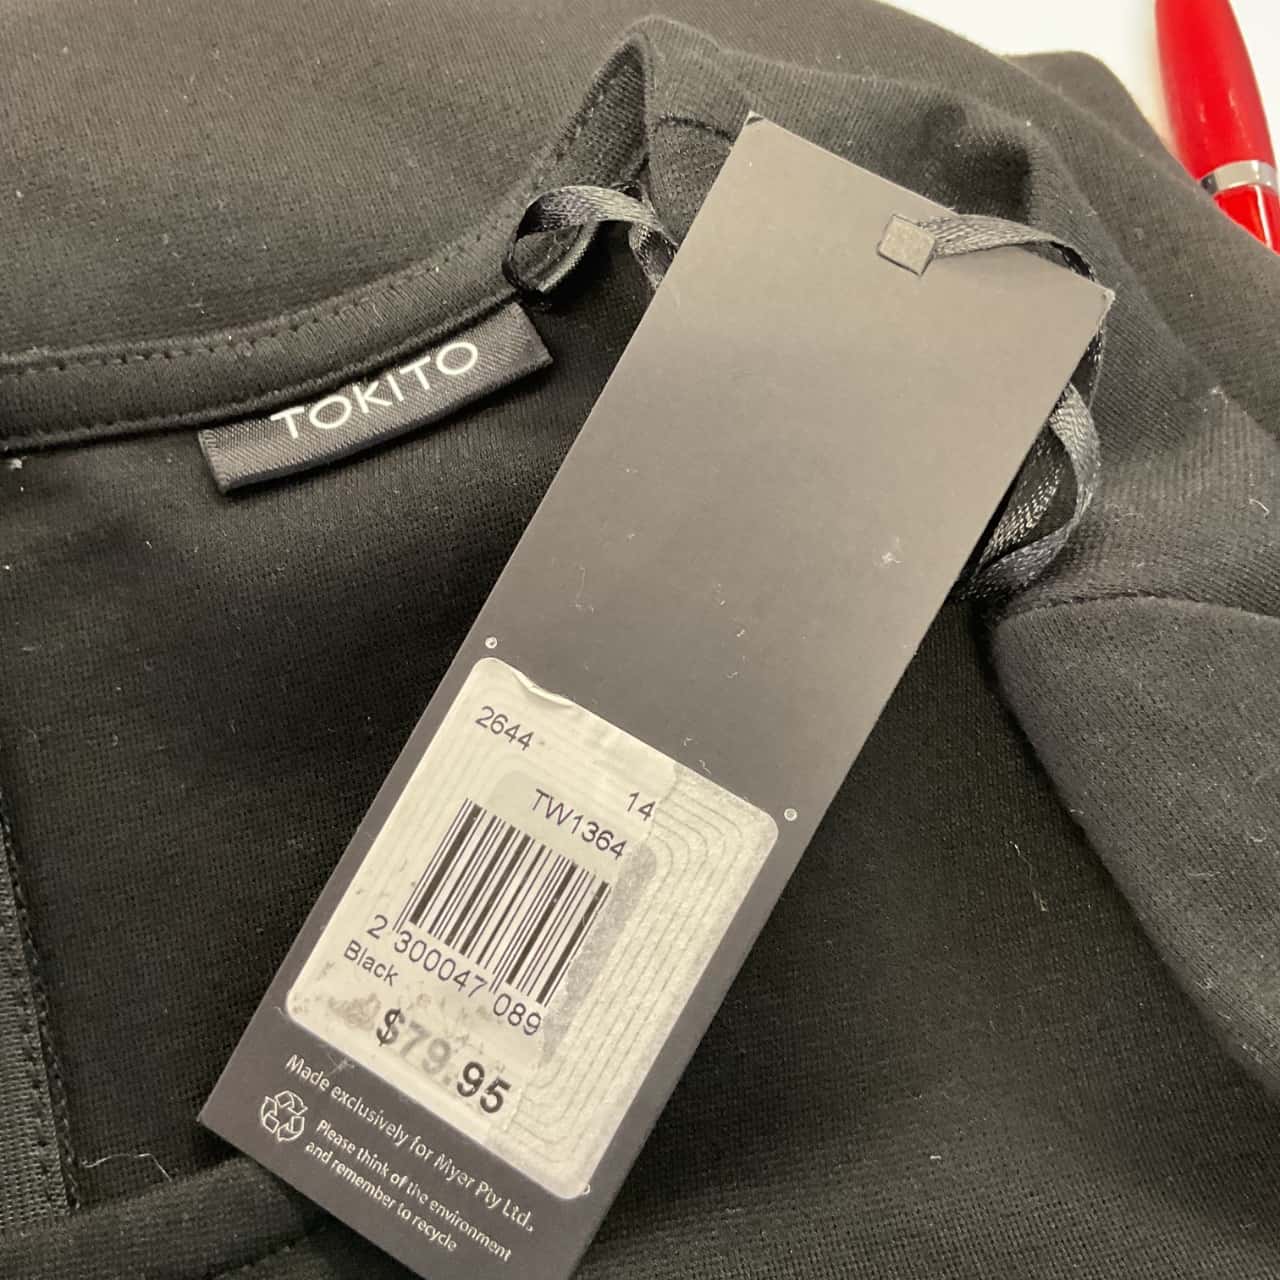 TOKITO
2644
14
TW1364
2 300047 089
Black
$79.95
Made exclusively for Myer Pty Ltd.
Please think of the environment
and remember to recycle